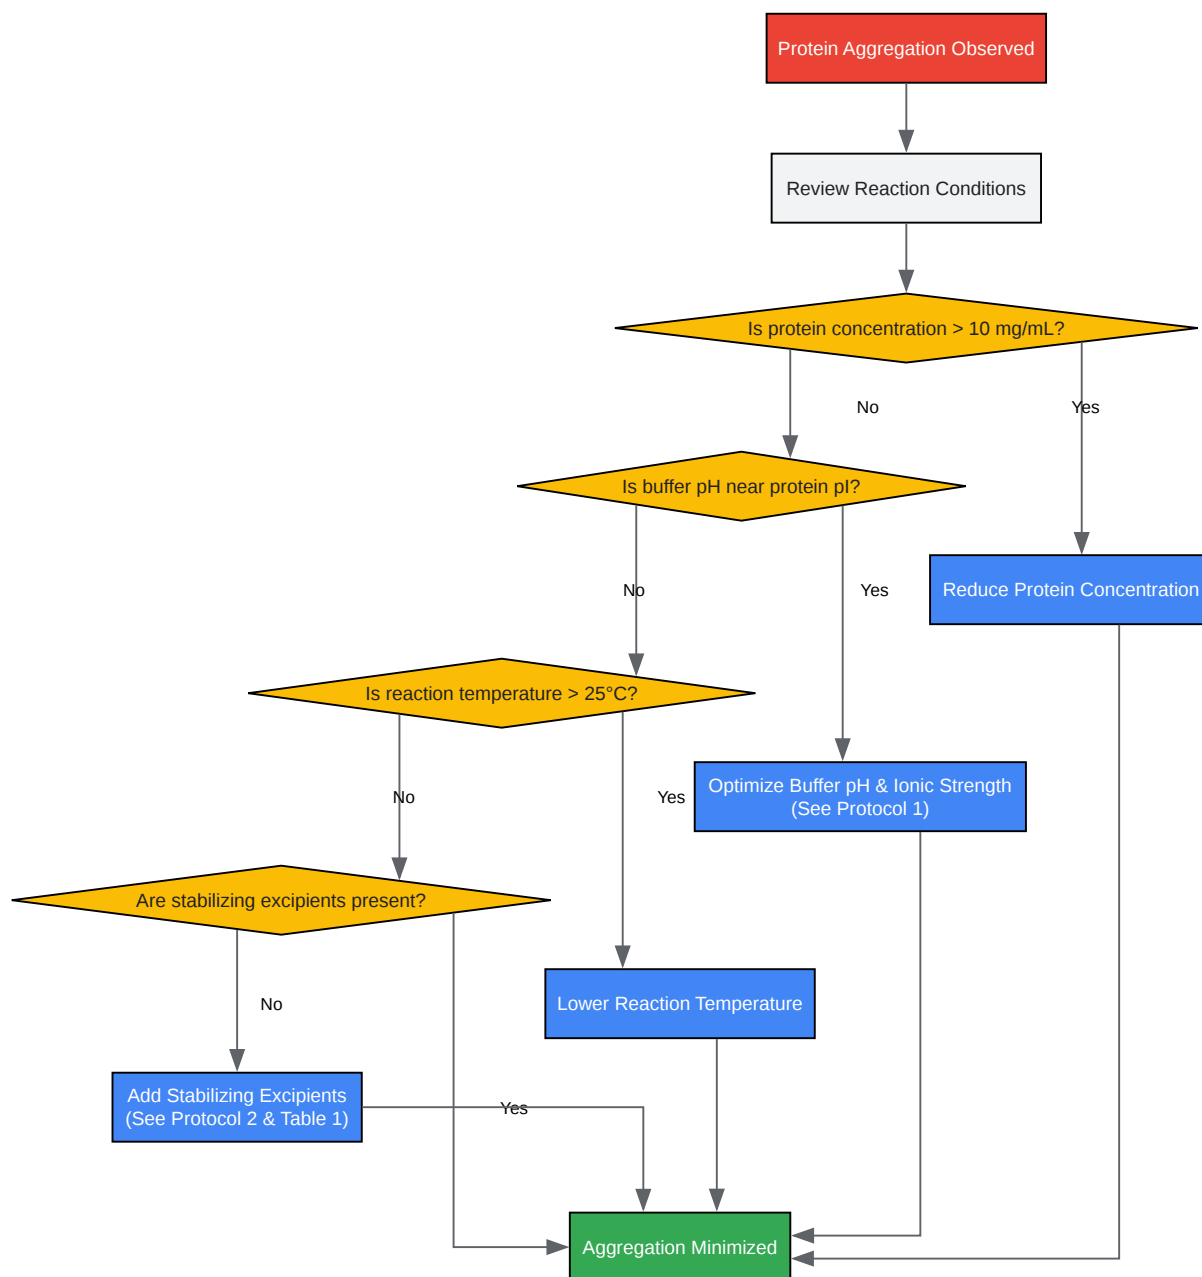 Protein Aggregation Observed
Review Reaction Conditions
Is protein concentration > 10 mg/mL?
No
Yes
Is buffer pH near protein pI?
No
Yes
Reduce Protein Concentration
Is reaction temperature > 25°C?
No
Yes
Optimize Buffer pH & Ionic Strength
(See Protocol 1)
Are stabilizing excipients present?
No
Lower Reaction Temperature
Add Stabilizing Excipients
(See Protocol 2 & Table 1)
Yes
Aggregation Minimized